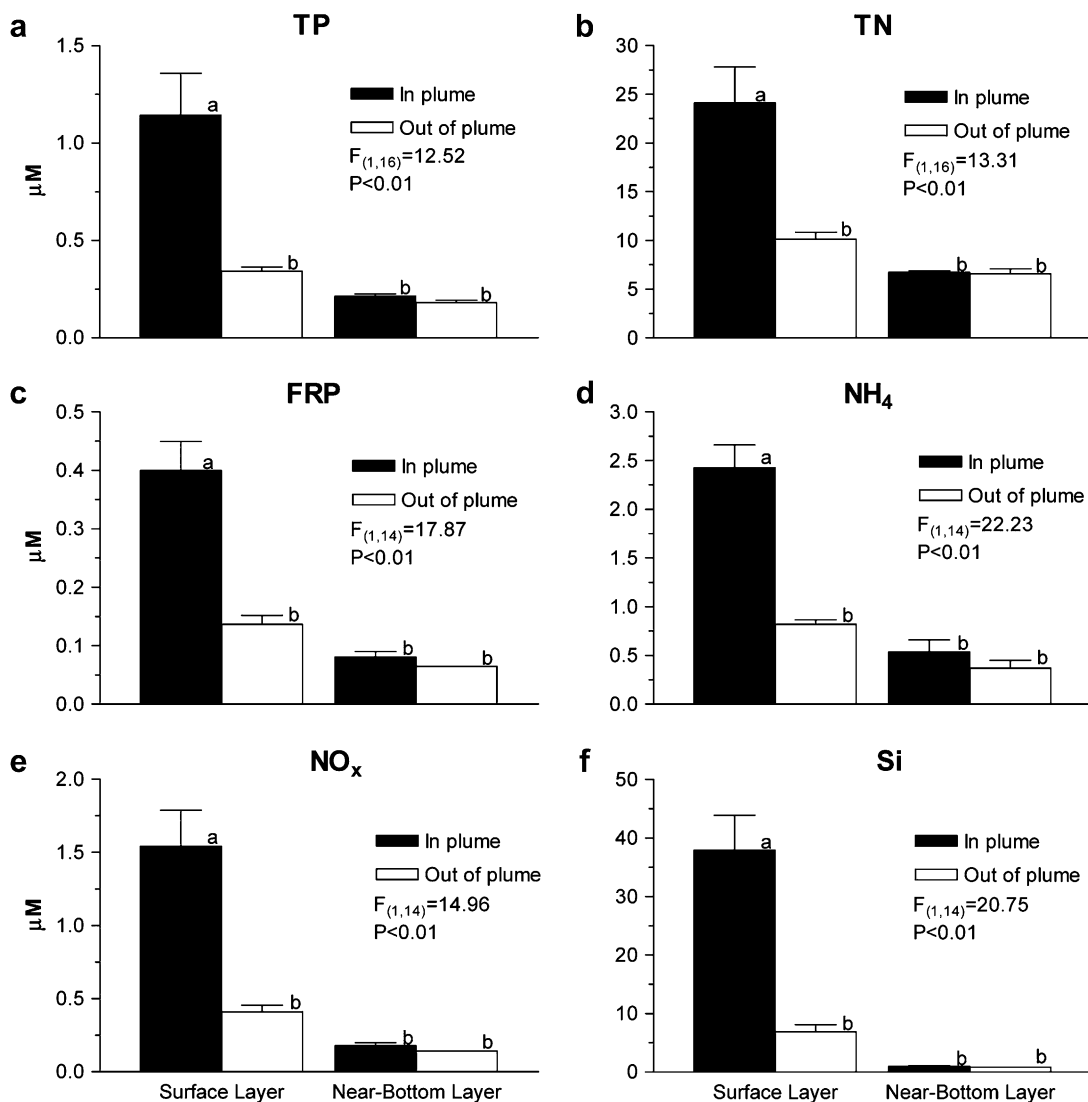 a
TP
1.5
1.0
0.5
0.0
μM
a
b
b
b
In plume
Out of plume
F(1,16)=12.52
P<0.01
b
TN
30
25
20
15
10
5
0
a
b
b
b
In plume
Out of plume
F(1,16)=13.31
P<0.01
c
FRP
0.5
0.4
0.3
0.2
0.1
0.0
μM
a
b
b
b
In plume
Out of plume
F(1,14)=17.87
P<0.01
d
NH4
3.0
2.5
2.0
1.5
1.0
0.5
0.0
a
b
b
b
In plume
Out of plume
F(1,14)=22.23
P<0.01
e
NOx
2.0
1.5
1.0
0.5
0.0
μM
a
b
b
b
In plume
Out of plume
F(1,14)=14.96
P<0.01
Surface Layer
Near-Bottom Layer
f
Si
50
40
30
20
10
0
a
b
b
b
In plume
Out of plume
F(1,14)=20.75
P<0.01
Surface Layer
Near-Bottom Layer